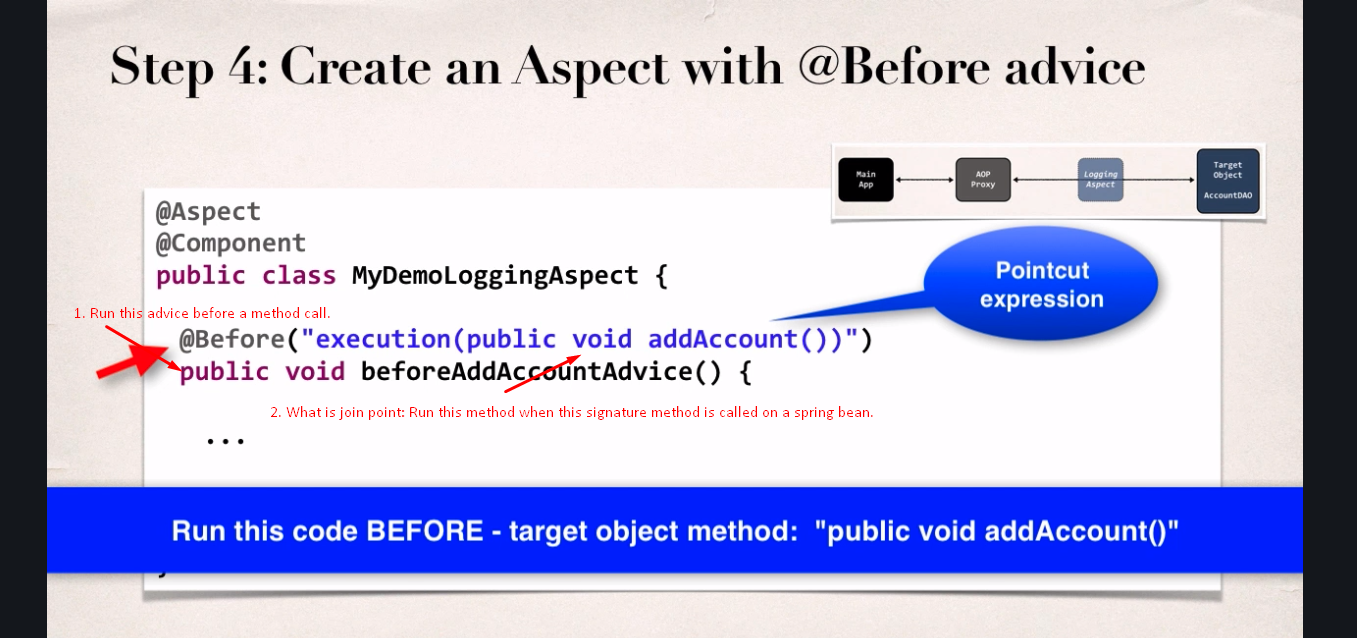 Step 4: Create an Aspect with @Before advice
Main
App
AOP
Proxy
Logging
Aspect
Target
Object
AccountDAO
@Aspect
@Component
public class MyDemoLoggingAspect {
Pointcut
expression
1. Run this advice before a method call.
@Before("execution(public void addAccount())")
public void beforeAddAccountAdvice() {
2. What is join point: Run this method when this signature method is called on a spring bean.
...
Run this code BEFORE - target object method: "public void addAccount()"